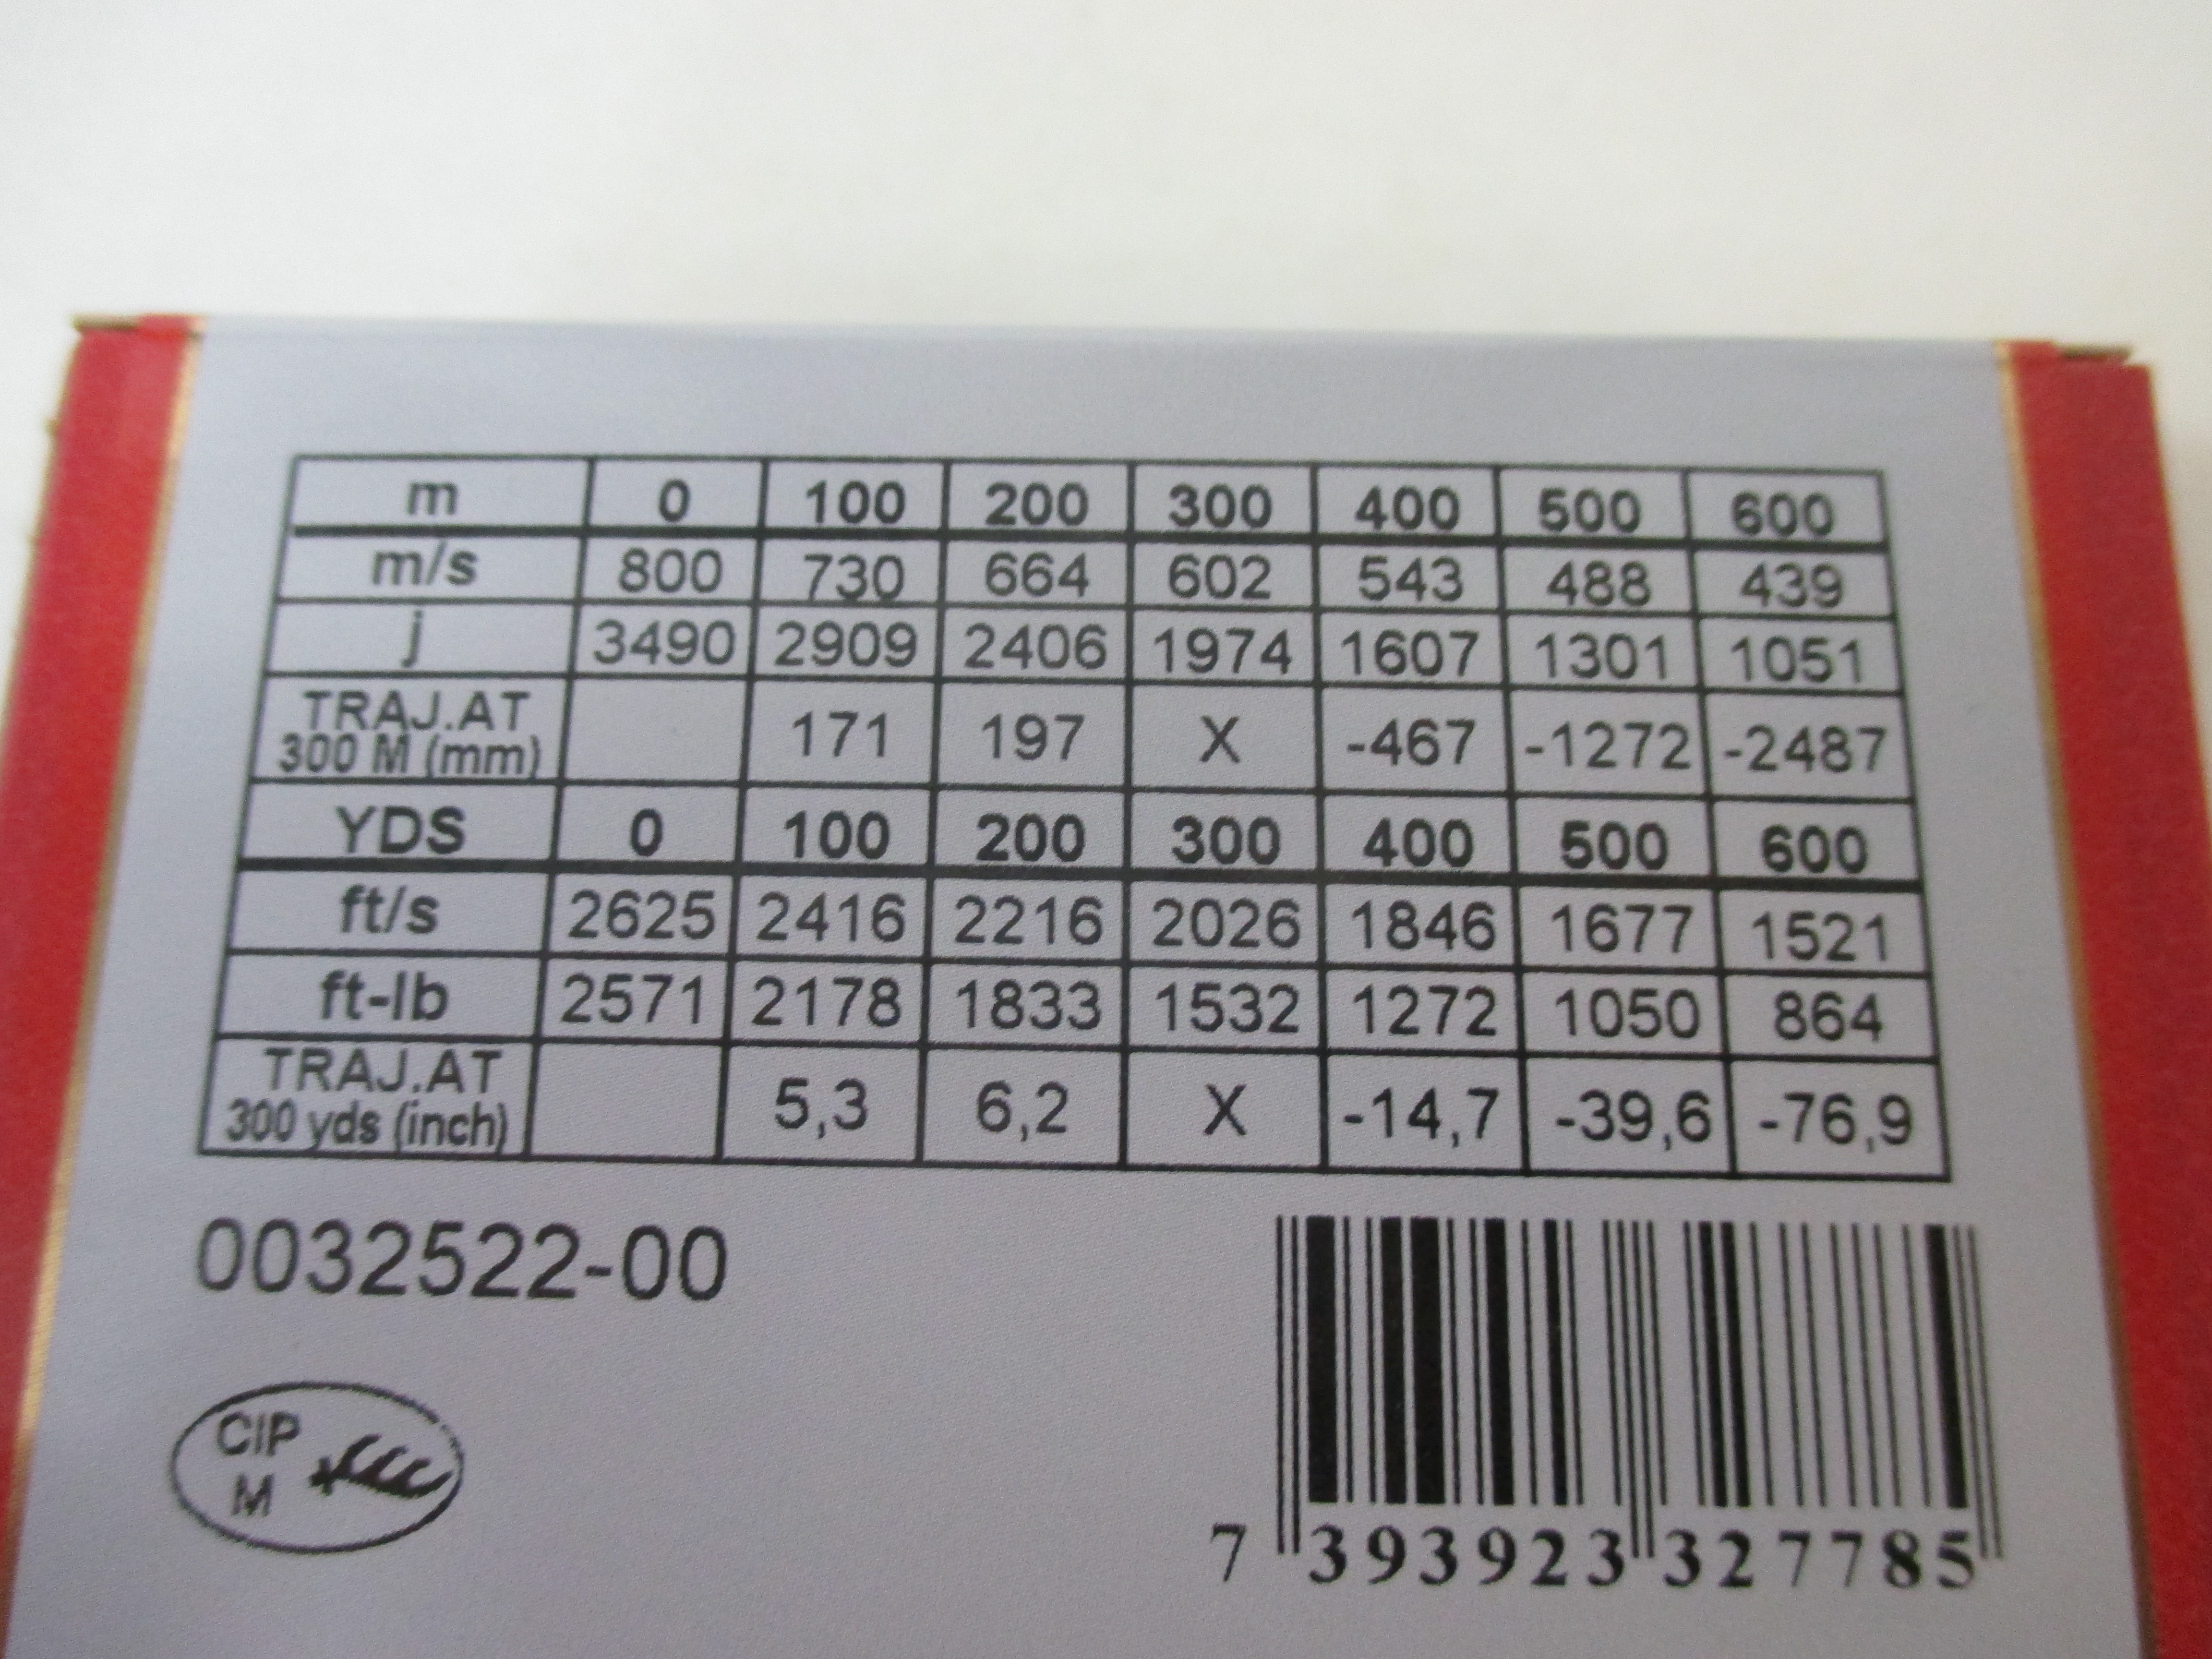 m 0 100 200 300 400 500 600
m/s 800 730 664 602 543 488 439
j 3490 2909 2406 1974 1607 1301 1051
TRAJ.AT
300 M (mm) 171 197 X -467 -1272 -2487
YDS 0 100 200 300 400 500 600
ft/s 2625 2416 2216 2026 1846 1677 1521
ft-lb 2571 2178 1833 1532 1272 1050 864
TRAJ.AT
300 yds (inch) 5,3 6,2 X -14,7 -39,6 -76,9
0032522-00
CIP
M
7 393923 327785